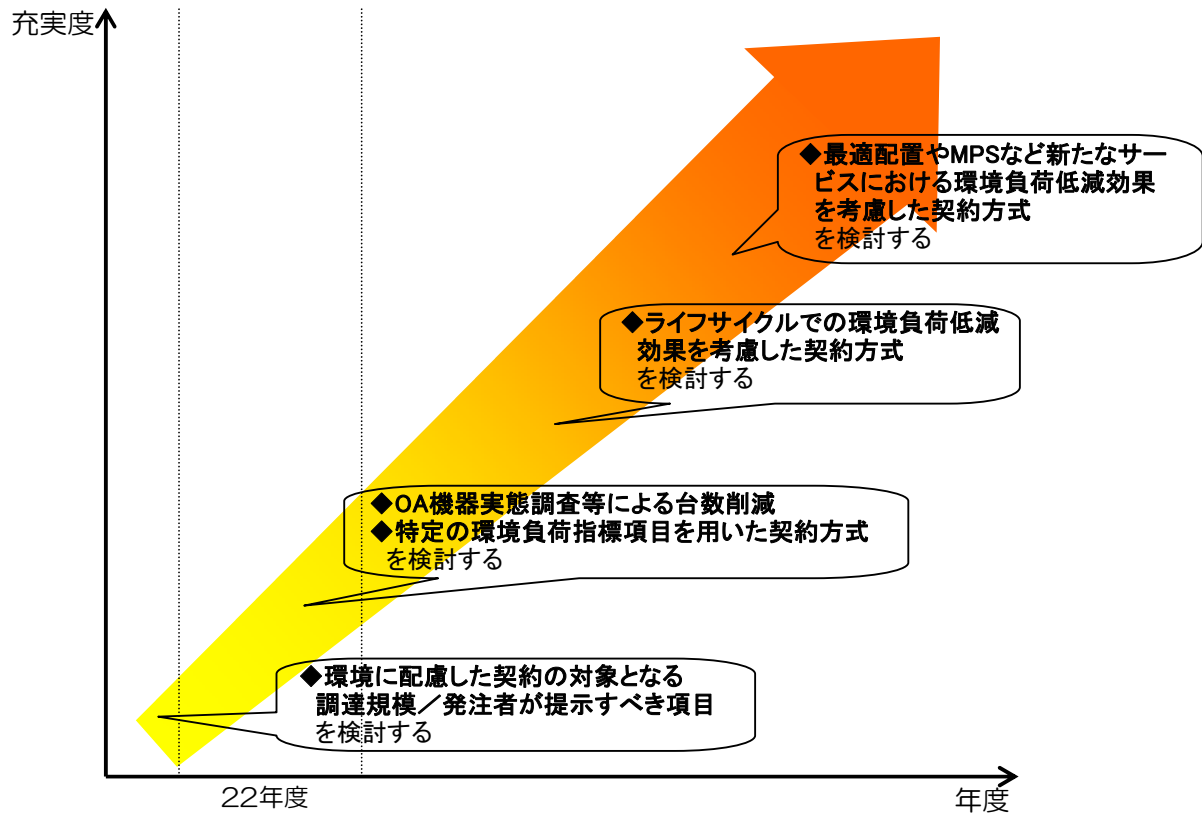 充実度
◆最適配置やMPSなど新たなサー
ビスにおける環境負荷低減効果
を考慮した契約方式
を検討する
◆ライフサイクルでの環境負荷低減
効果を考慮した契約方式
を検討する
◆OA機器実態調査等による台数削減
◆特定の環境負荷指標項目を用いた契約方式
を検討する
◆環境に配慮した契約の対象となる
調達規模／発注者が提示すべき項目
を検討する
22年度
年度